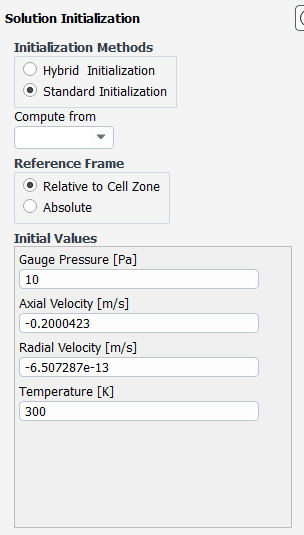 Solution Initialization
Initialization Methods
Hybrid Initialization
Standard Initialization
Compute from
Reference Frame
Relative to Cell Zone
Absolute
Initial Values
Gauge Pressure [Pa]
10
Axial Velocity [m/s]
-0.2000423
Radial Velocity [m/s]
-6.507287e-13
Temperature [K]
300